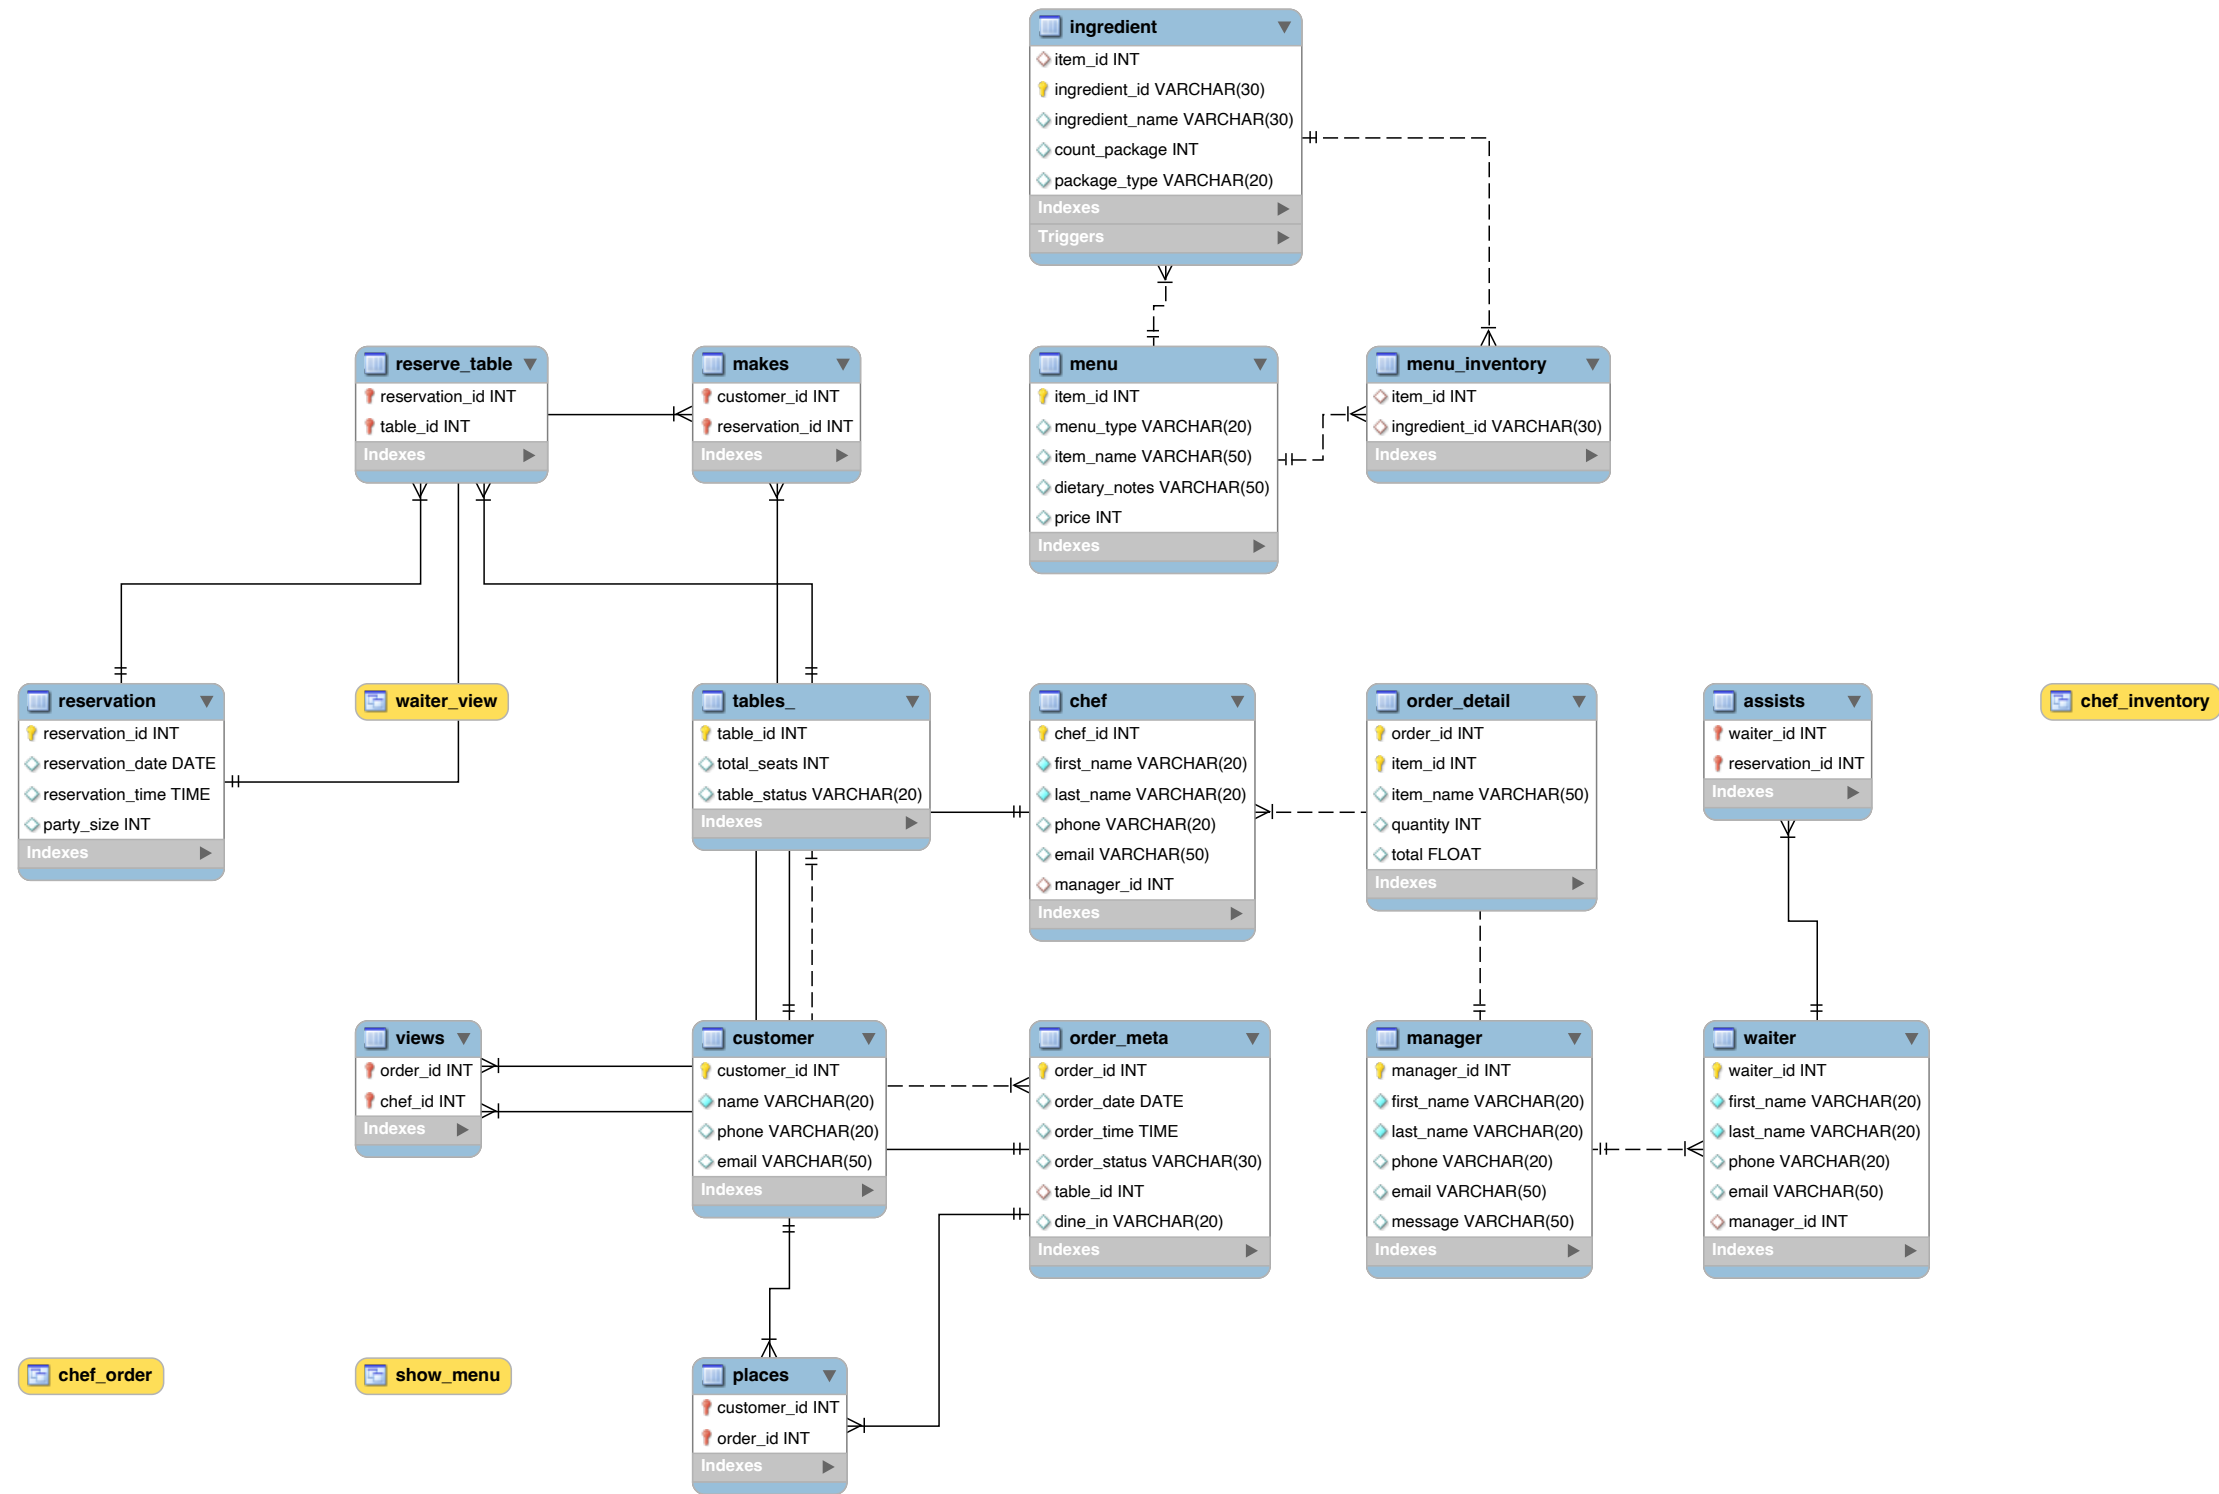 ingredient
item_id INT
ingredient_id VARCHAR(30)
ingredient_name VARCHAR(30)
count_package INT
package_type VARCHAR(20)
Indexes
Triggers
reserve_table
reservation_id INT
table_id INT
Indexes
makes
customer_id INT
reservation_id INT
Indexes
menu
item_id INT
menu_type VARCHAR(20)
item_name VARCHAR(50)
dietary_notes VARCHAR(50)
price INT
Indexes
menu_inventory
item_id INT
ingredient_id VARCHAR(30)
Indexes
reservation
reservation_id INT
reservation_date DATE
reservation_time TIME
party_size INT
Indexes
waiter_view
tables_
table_id INT
total_seats INT
table_status VARCHAR(20)
Indexes
chef
chef_id INT
first_name VARCHAR(20)
last_name VARCHAR(20)
phone VARCHAR(20)
email VARCHAR(50)
manager_id INT
Indexes
order_detail
order_id INT
item_id INT
item_name VARCHAR(50)
quantity INT
total FLOAT
Indexes
assists
waiter_id INT
reservation_id INT
Indexes
chef_inventory
views
order_id INT
chef_id INT
Indexes
customer
customer_id INT
name VARCHAR(20)
phone VARCHAR(20)
email VARCHAR(50)
Indexes
order_meta
order_id INT
order_date DATE
order_time TIME
order_status VARCHAR(30)
table_id INT
dine_in VARCHAR(20)
Indexes
manager
manager_id INT
first_name VARCHAR(20)
last_name VARCHAR(20)
phone VARCHAR(20)
email VARCHAR(50)
message VARCHAR(50)
Indexes
waiter
waiter_id INT
first_name VARCHAR(20)
last_name VARCHAR(20)
phone VARCHAR(20)
email VARCHAR(50)
manager_id INT
Indexes
chef_order
show_menu
places
customer_id INT
order_id INT
Indexes